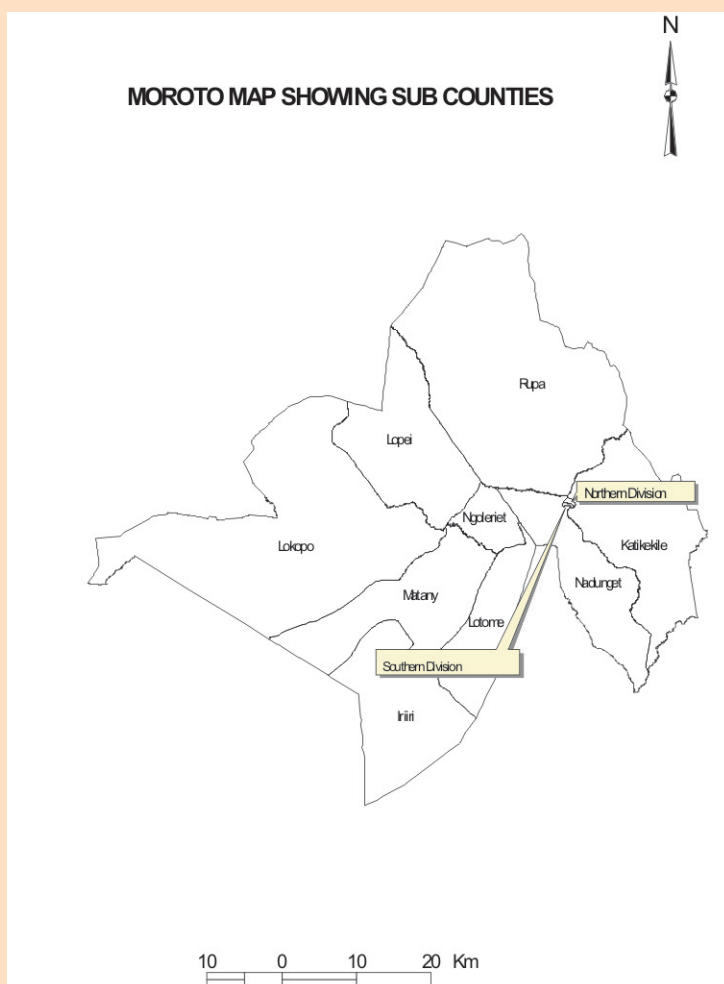 N
MOROTO MAP SHOWING SUB COUNTIES
Rupa
Lopei
Northern Division
Ngoleriet
Lokopo
Katikekile
Nadunget
Matany
Lotome
Southern Division
Iriiri
10 0 10 20 Km